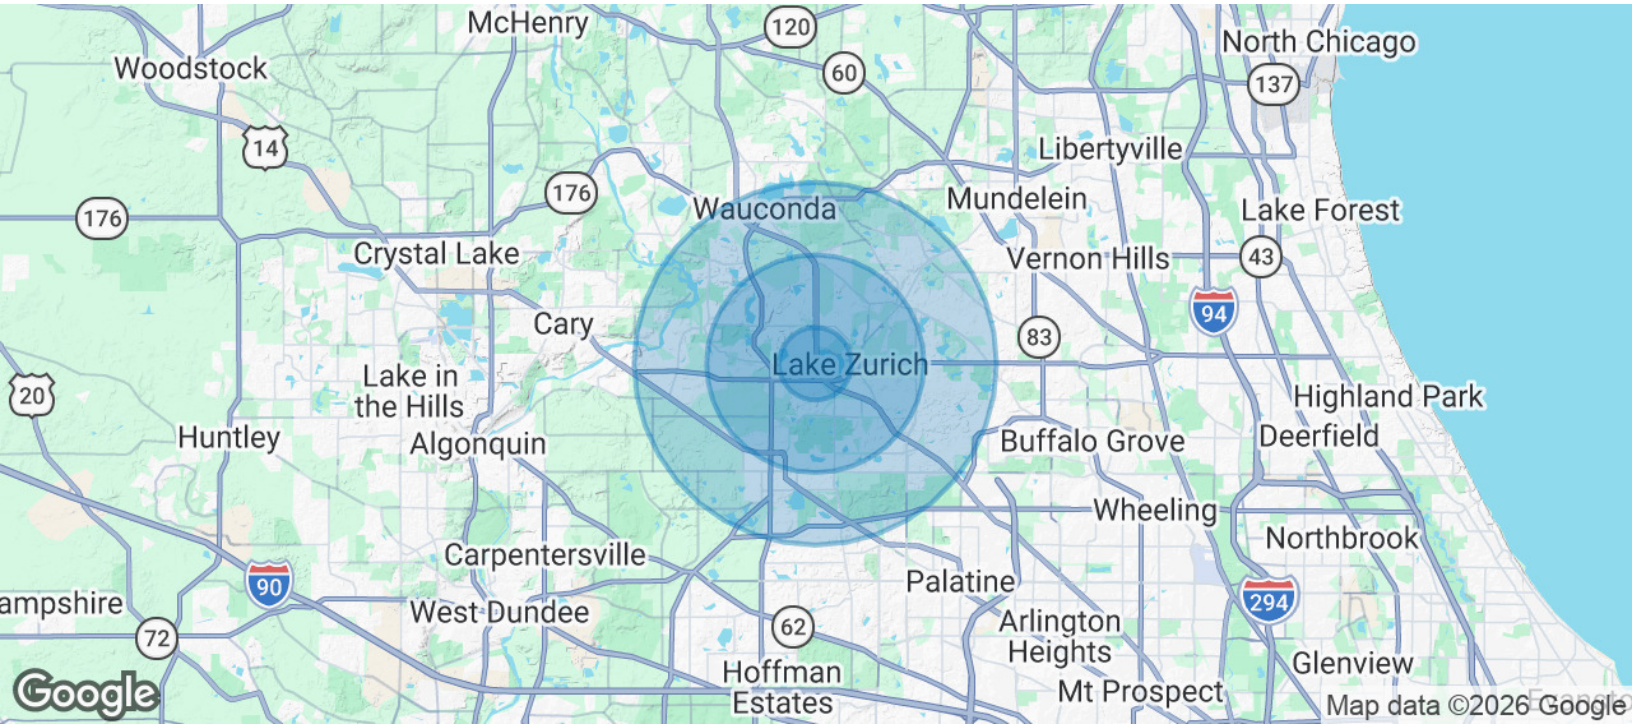 McHenry
120
North Chicago
Woodstock
60
137
14
Libertyville
176
Mundelein
176
Wauconda
Lake Forest
Crystal Lake
Vernon Hills
43
94
Cary
83
Lake Zurich
20
Lake in
the Hills
Highland Park
Huntley
Algonquin
Buffalo Grove
Deerfield
Wheeling
Northbrook
Carpentersville
90
Palatine
294
ampshire
West Dundee
72
62
Arlington
Heights
Hoffman
Estates
Glenview
Mt Prospect
Google
Map data ©2026 Google